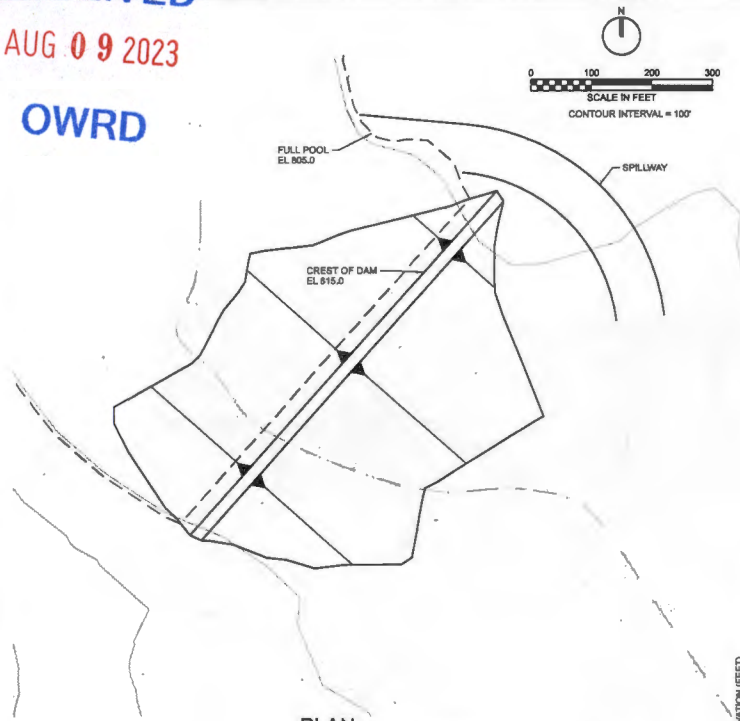 AUG 09 2023
OWRD
N
0 100 200 300
SCALE IN FEET
CONTOUR INTERVAL = 100'
FULL POOL
EL 805.0
SPILLWAY
CREST OF DAM
EL 815.0
PLAN